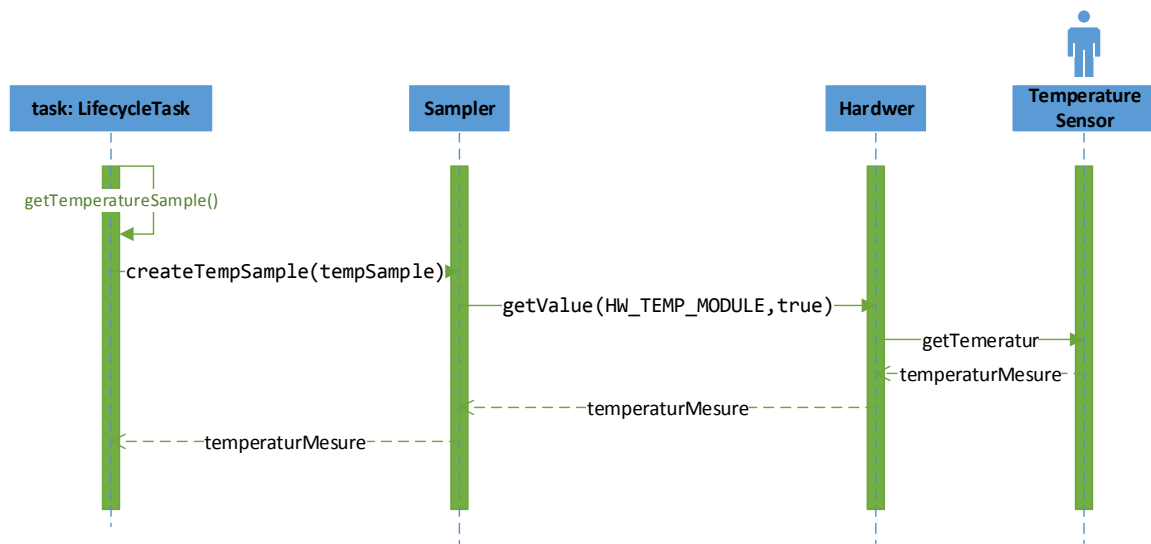 task: LifecycleTask
Sampler
Hardwer
Temperature
Sensor
getTemperatureSample()
createTempSample(tempSample)
getValue(HW_TEMP_MODULE,true)
getTemeratur
temperaturMesure
temperaturMesure
temperaturMesure